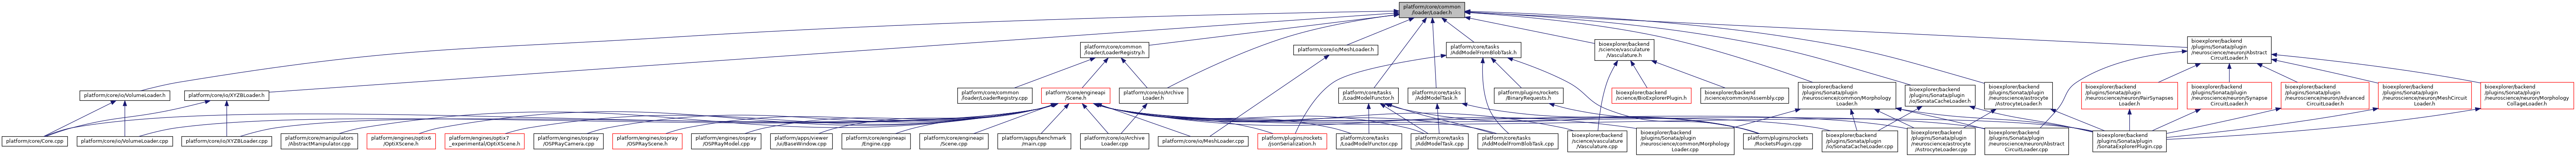 platform/core/common
/loader/Loader.h
platform/core/common
/loader/LoaderRegistry.h
platform/core/io/MeshLoader.h
platform/core/tasks
/AddModelFromBlobTask.h
bioexplorer/backend
/science/vasculature
/Vasculature.h
bioexplorer/backend
/plugins/Sonata/plugin
/neuroscience/neuron/Abstract
CircuitLoader.h
platform/core/io/VolumeLoader.h
platform/core/io/XYZBLoader.h
platform/core/common
/loader/LoaderRegistry.cpp
platform/core/engineapi
/Scene.h
platform/core/io/Archive
Loader.h
platform/core/tasks
/LoadModelFunctor.h
platform/core/tasks
/AddModelTask.h
platform/plugins/rockets
/BinaryRequests.h
bioexplorer/backend
/science/BioExplorerPlugin.h
bioexplorer/backend
/science/common/Assembly.cpp
bioexplorer/backend
/plugins/Sonata/plugin
/neuroscience/common/Morphology
Loader.h
bioexplorer/backend
/plugins/Sonata/plugin
/io/SonataCacheLoader.h
bioexplorer/backend
/plugins/Sonata/plugin
/neuroscience/astrocyte
/AstrocyteLoader.h
bioexplorer/backend
/plugins/Sonata/plugin
/neuroscience/neuron/PairSynapses
Loader.h
bioexplorer/backend
/plugins/Sonata/plugin
/neuroscience/neuron/Synapse
CircuitLoader.h
bioexplorer/backend
/plugins/Sonata/plugin
/neuroscience/neuron/Advanced
CircuitLoader.h
bioexplorer/backend
/plugins/Sonata/plugin
/neuroscience/neuron/MeshCircuit
Loader.h
bioexplorer/backend
/plugins/Sonata/plugin
/neuroscience/neuron/Morphology
CollageLoader.h
platform/core/Core.cpp
platform/core/io/VolumeLoader.cpp
platform/core/io/XYZBLoader.cpp
platform/core/manipulators
/AbstractManipulator.cpp
platform/engines/optix6
/OptiXScene.h
platform/engines/optix7
_experimental/OptiXScene.h
platform/engines/ospray
/OSPRayCamera.cpp
platform/engines/ospray
/OSPRayScene.h
platform/engines/ospray
/OSPRayModel.cpp
platform/apps/viewer
/ui/BaseWindow.cpp
platform/core/engineapi
/Engine.cpp
platform/core/engineapi
/Scene.cpp
platform/apps/benchmark
/main.cpp
platform/core/io/Archive
Loader.cpp
platform/core/io/MeshLoader.cpp
platform/plugins/rockets
/jsonSerialization.h
platform/core/tasks
/LoadModelFunctor.cpp
platform/core/tasks
/AddModelTask.cpp
platform/core/tasks
/AddModelFromBlobTask.cpp
bioexplorer/backend
/science/vasculature
/Vasculature.cpp
bioexplorer/backend
/plugins/Sonata/plugin
/neuroscience/common/Morphology
Loader.cpp
platform/plugins/rockets
/RocketsPlugin.cpp
bioexplorer/backend
/plugins/Sonata/plugin
/io/SonataCacheLoader.cpp
bioexplorer/backend
/plugins/Sonata/plugin
/neuroscience/astrocyte
/AstrocyteLoader.cpp
bioexplorer/backend
/plugins/Sonata/plugin
/neuroscience/neuron/Abstract
CircuitLoader.cpp
bioexplorer/backend
/plugins/Sonata/plugin
/SonataExplorerPlugin.cpp